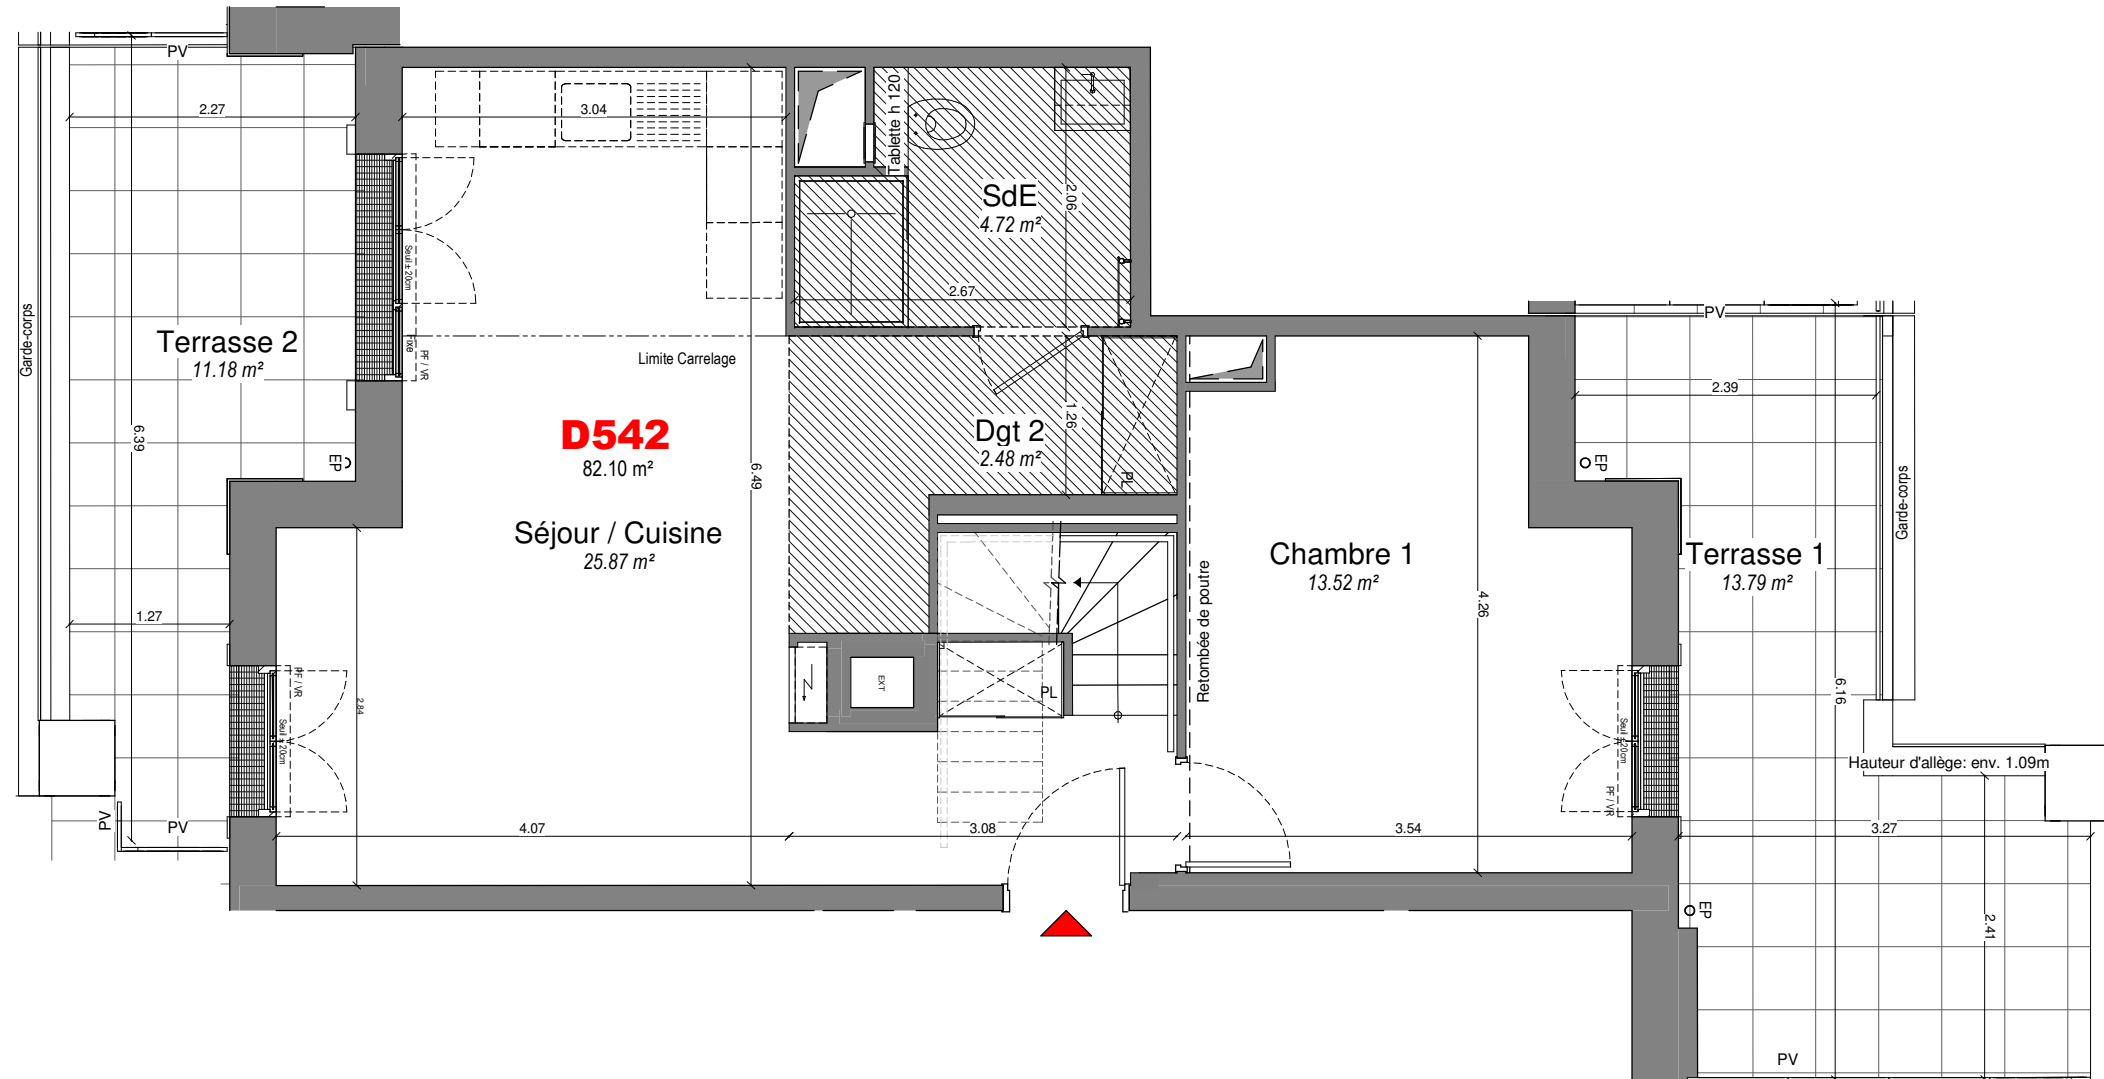 PV
2.27
3.04
Tablette h 120
SdE
4.72 m²
2.06
2.67
Seuil ± 20cm
Fixe
PF / VR
Garde-corps
Terrasse 2
11.18 m²
6.39
EP
Limite Carrelage
D542
82.10 m²
6.49
Séjour / Cuisine
25.87 m²
Dgt 2
2.48 m²
1.26
PL
PV
2.39
EP
Garde-corps
Chambre 1
13.52 m²
4.26
Retombée de poutre
Terrasse 1
13.79 m²
6.16
1.27
PF / VR
Seuil ± 20cm
2.84
EXT
PL
Seuil ± 20cm
PF / VR
Hauteur d'allège: env. 1.09m
PV
PV
4.07
3.08
3.54
3.27
EP
2.41
PV